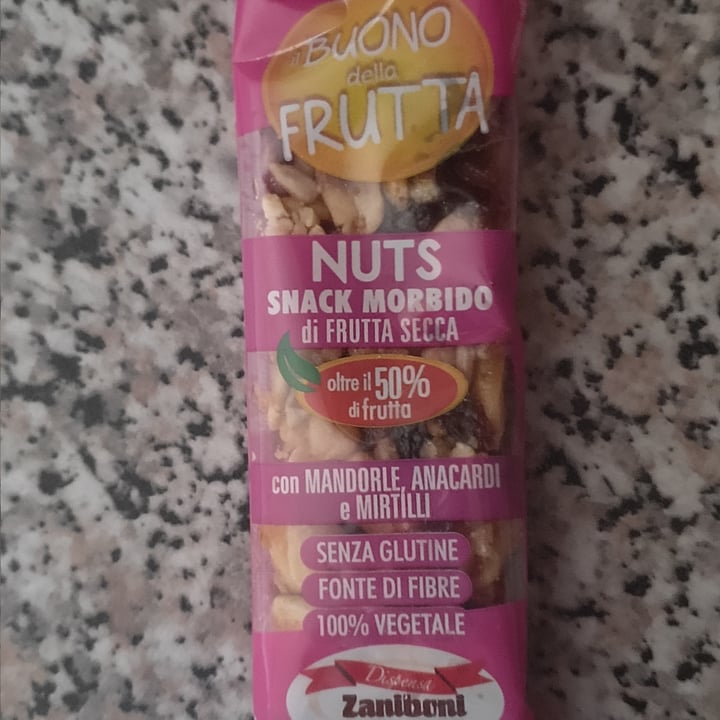 il BUONO
della
FRUTTA
NUTS
SNACK MORBIDO
di FRUTTA SECCA
oltre il 50%
di frutta
con MANDORLE, ANACARDI
e MIRTILLI
SENZA GLUTINE
FONTE DI FIBRE
100% VEGETALE
Dispensa
Zaniboni